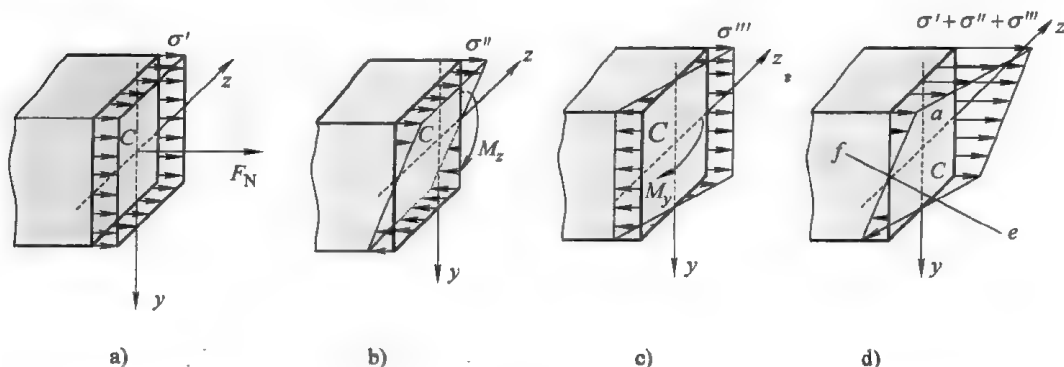 σ′
z
C
F_N
y
a)
σ″
z
C
M_z
y
b)
σ‴
z
C
M_y
y
c)
σ′+σ″+σ‴
z
a
f
C
e
y
d)